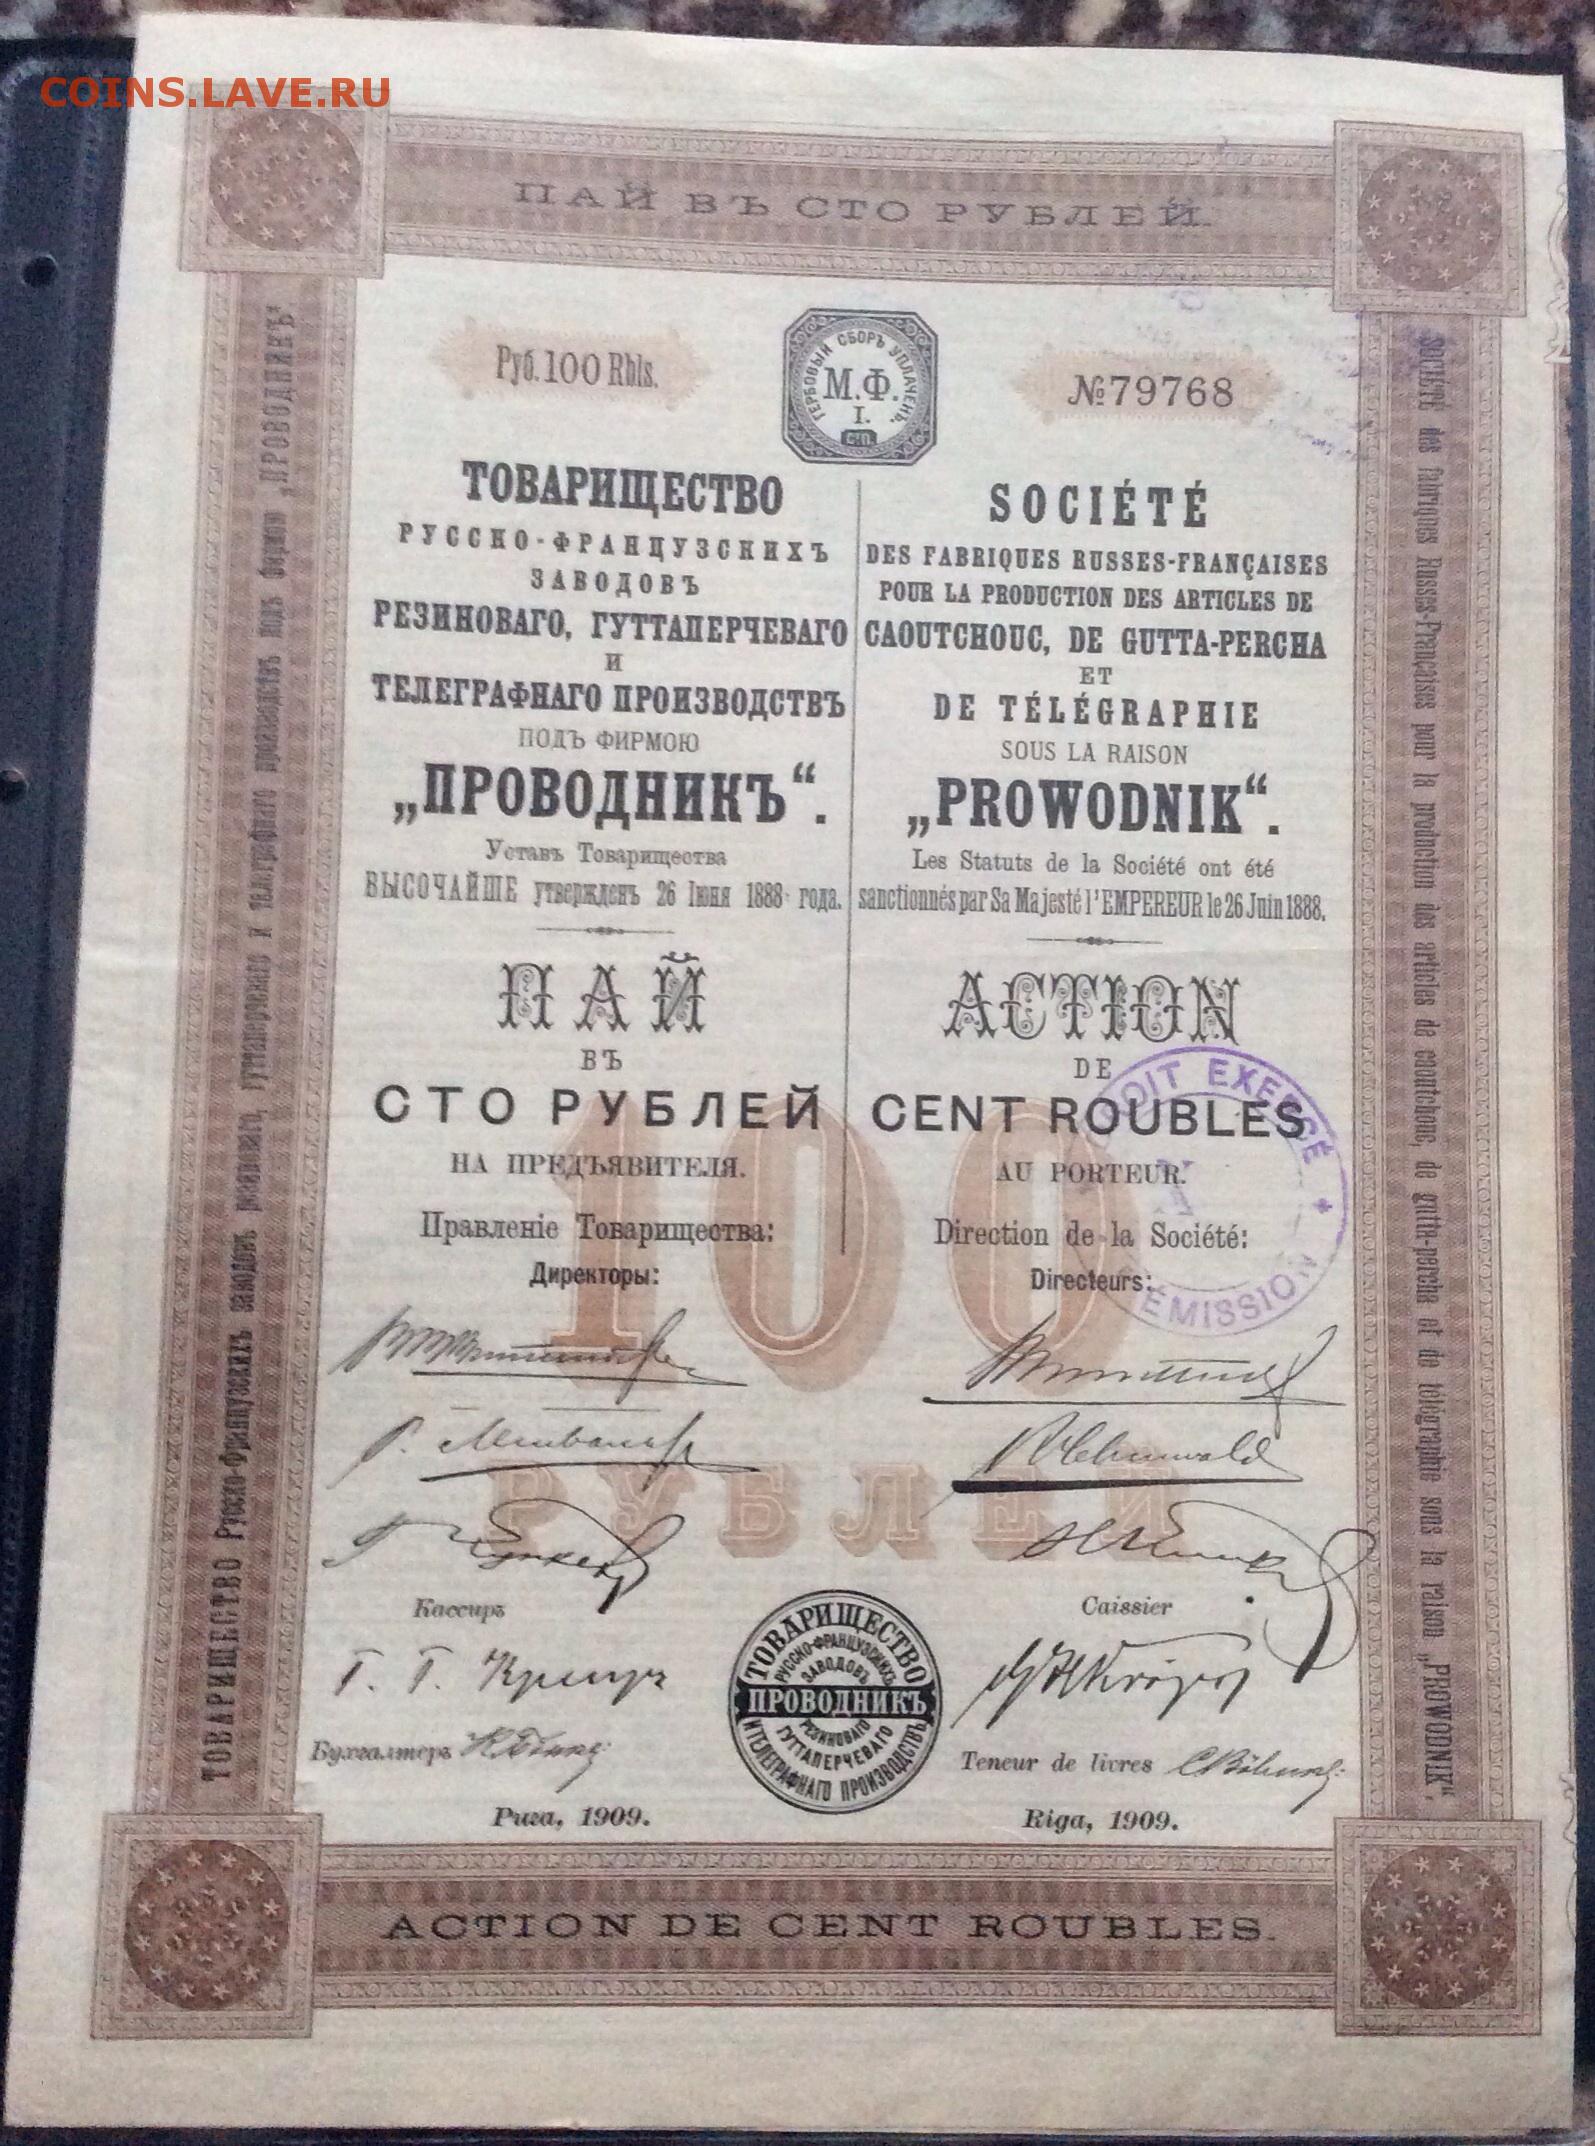 COINS.LAVE.RU
ПАЙ ВЪ СТО РУБЛЕЙ.
Руб. 100 Rbls.
ГЕРБОВЫЙ СБОРЪ УПЛАЧЕНЪ.
М.Ф.
I.
СП.
№ 79768
ТОВАРИЩЕСТВО
РУССКО-ФРАНЦУЗСКИХЪ
ЗАВОДОВЪ
РЕЗИНОВАГО, ГУТТАПЕРЧЕВАГО
И
ТЕЛЕГРАФНАГО ПРОИЗВОДСТВЪ
ПОДЪ ФИРМОЮ
„ПРОВОДНИКЪ“.
Уставъ Товарищества
ВЫСОЧАЙШЕ утвержденъ 26 Іюня 1888 года.
ПАЙ
ВЪ
СТО РУБЛЕЙ
НА ПРЕДЪЯВИТЕЛЯ.
Правленіе Товарищества:
Директоры:
Кассиръ
Бухгалтеръ
Рига, 1909.
SOCIÉTÉ
DES FABRIQUES RUSSES-FRANÇAISES
POUR LA PRODUCTION DES ARTICLES DE
CAOUTCHOUC, DE GUTTA-PERCHA
ET
DE TÉLÉGRAPHIE
SOUS LA RAISON
„PROWODNIK“.
Les Statuts de la Société ont été
sanctionnés par Sa Majesté l'EMPEREUR le 26 Juin 1888.
ACTION
DE
CENT ROUBLES
AU PORTEUR.
Direction de la Société:
Directeurs:
Caissier
Teneur de livres
Riga, 1909.
100
РУБЛЕЙ
EXERCÉ
ÉMISSION
ТОВАРИЩЕСТВО
РУССКО-ФРАНЦУЗСКИХЪ
ЗАВОДОВЪ
ПРОВОДНИКЪ
РЕЗИНОВАГО
ГУТТАПЕРЧЕВАГО
И ТЕЛЕГРАФНАГО ПРОИЗВОДСТВЪ
ТОВАРИЩЕСТВО Русско-Французскихъ заводовъ резиноваго, гуттаперчеваго и телеграфнаго производствъ подъ фирмою „ПРОВОДНИКЪ“.
SOCIÉTÉ des fabriques Russes-Françaises pour la production des articles de caoutchouc, de gutta-percha et de télégraphie sous la raison „PROWODNIK“.
ACTION DE CENT ROUBLES.